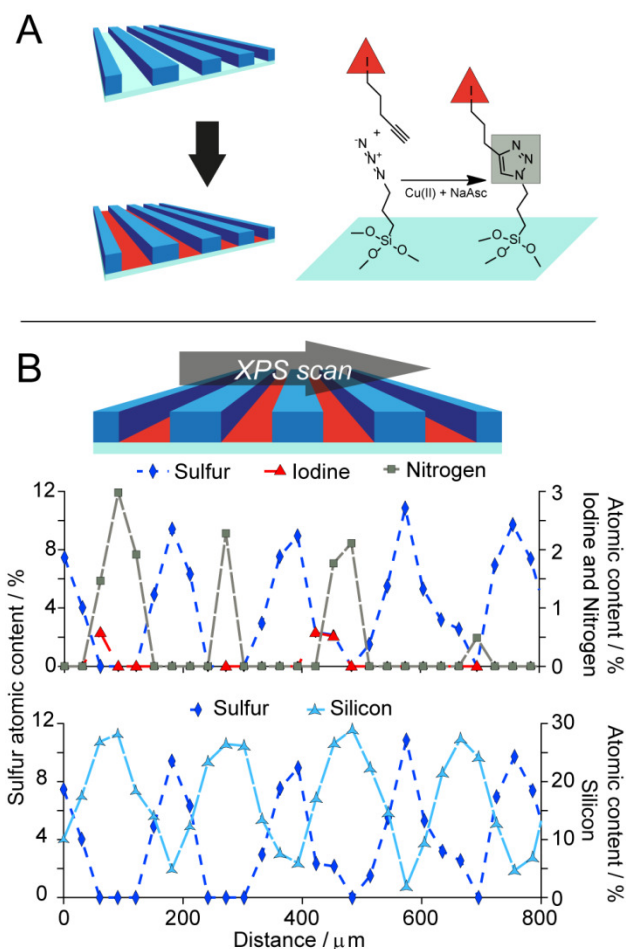 A
I
+
-N
N+
N
I
N
N
N
Cu(II) + NaAsc
O Si O
O
O Si O
O
B
XPS scan
Sulfur Iodine Nitrogen
12
8
4
0
3
2
1
0
Sulfur atomic content / %
Atomic content / %
Iodine and Nitrogen
Sulfur Silicon
12
8
4
0
30
20
10
0
Atomic content / %
Silicon
0 200 400 600 800
Distance / μm